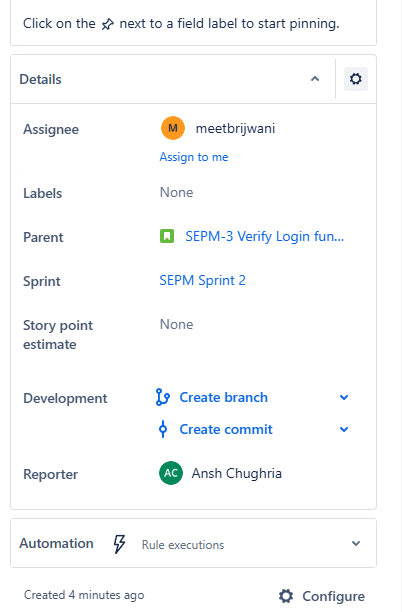 Click on the next to a field label to start pinning.
Details
Assignee
M meetbrijwani
Assign to me
Labels
None
Parent
SEPM-3 Verify Login fun...
Sprint
SEPM Sprint 2
Story point
estimate
None
Development
Create branch
Create commit
Reporter
AC Ansh Chughria
Automation
Rule executions
Created 4 minutes ago
Configure